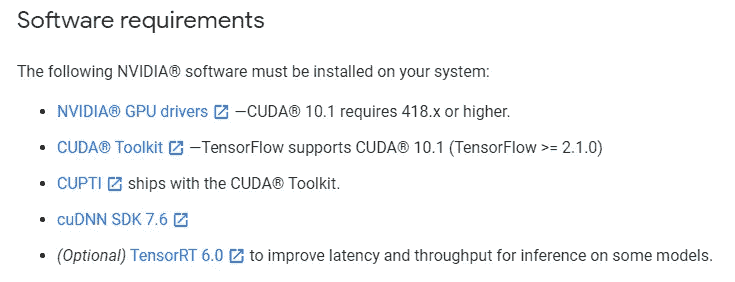 Software requirements
The following NVIDIA® software must be installed on your system:
• NVIDIA® GPU drivers —CUDA® 10.1 requires 418.x or higher.
• CUDA® Toolkit —TensorFlow supports CUDA® 10.1 (TensorFlow >= 2.1.0)
• CUPTI ships with the CUDA® Toolkit.
• cuDNN SDK 7.6
• (Optional) TensorRT 6.0 to improve latency and throughput for inference on some models.